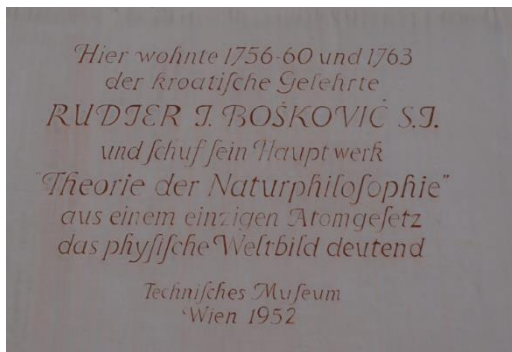 Hier wohnte 1756-60 und 1763
der kroatiſche Gelehrte
RUDJER J. BOŠKOVIĆ S.J.
und ſchuf ſein Hauptwerk
"Theorie der Naturphiloſophie"
aus einem einzigen Atomgeſetz
das phyſiſche Weltbild deutend
Techniſches Muſeum
Wien 1952